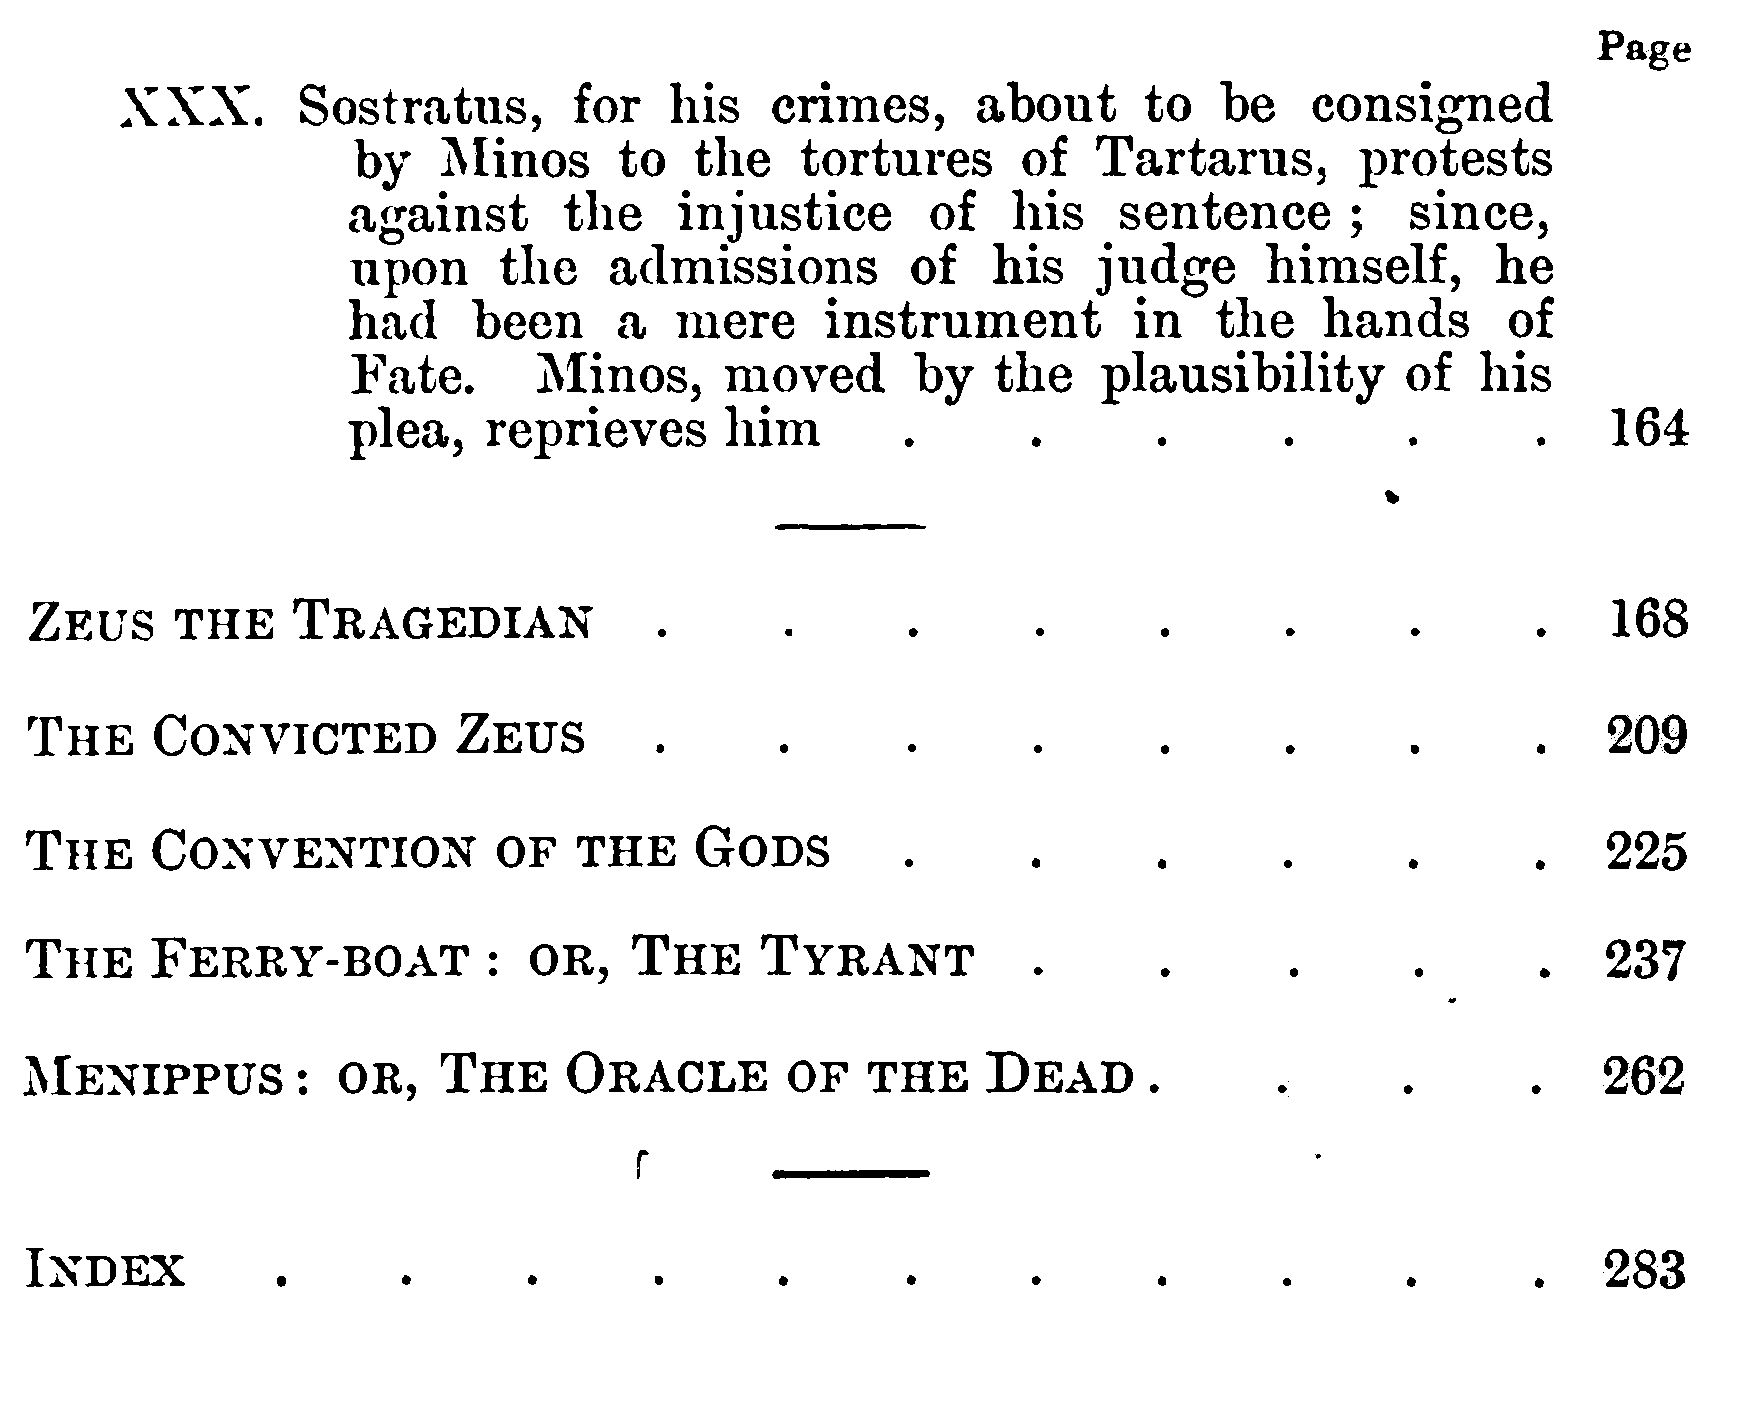 Page
XXX. Sostratus, for his crimes, about to be consigned
by Minos to the tortures of Tartarus, protests
against the injustice of his sentence ; since,
upon the admissions of his judge himself, he
had been a mere instrument in the hands of
Fate. Minos, moved by the plausibility of his
plea, reprieves him . . . . . . 164
ZEUS THE TRAGEDIAN . . . . . . . . 168
THE CONVICTED ZEUS . . . . . . . . 209
THE CONVENTION OF THE GODS . . . . . . 225
THE FERRY-BOAT : OR, THE TYRANT . . . . . 237
MENIPPUS : OR, THE ORACLE OF THE DEAD . . . . 262
INDEX . . . . . . . . . . . 283